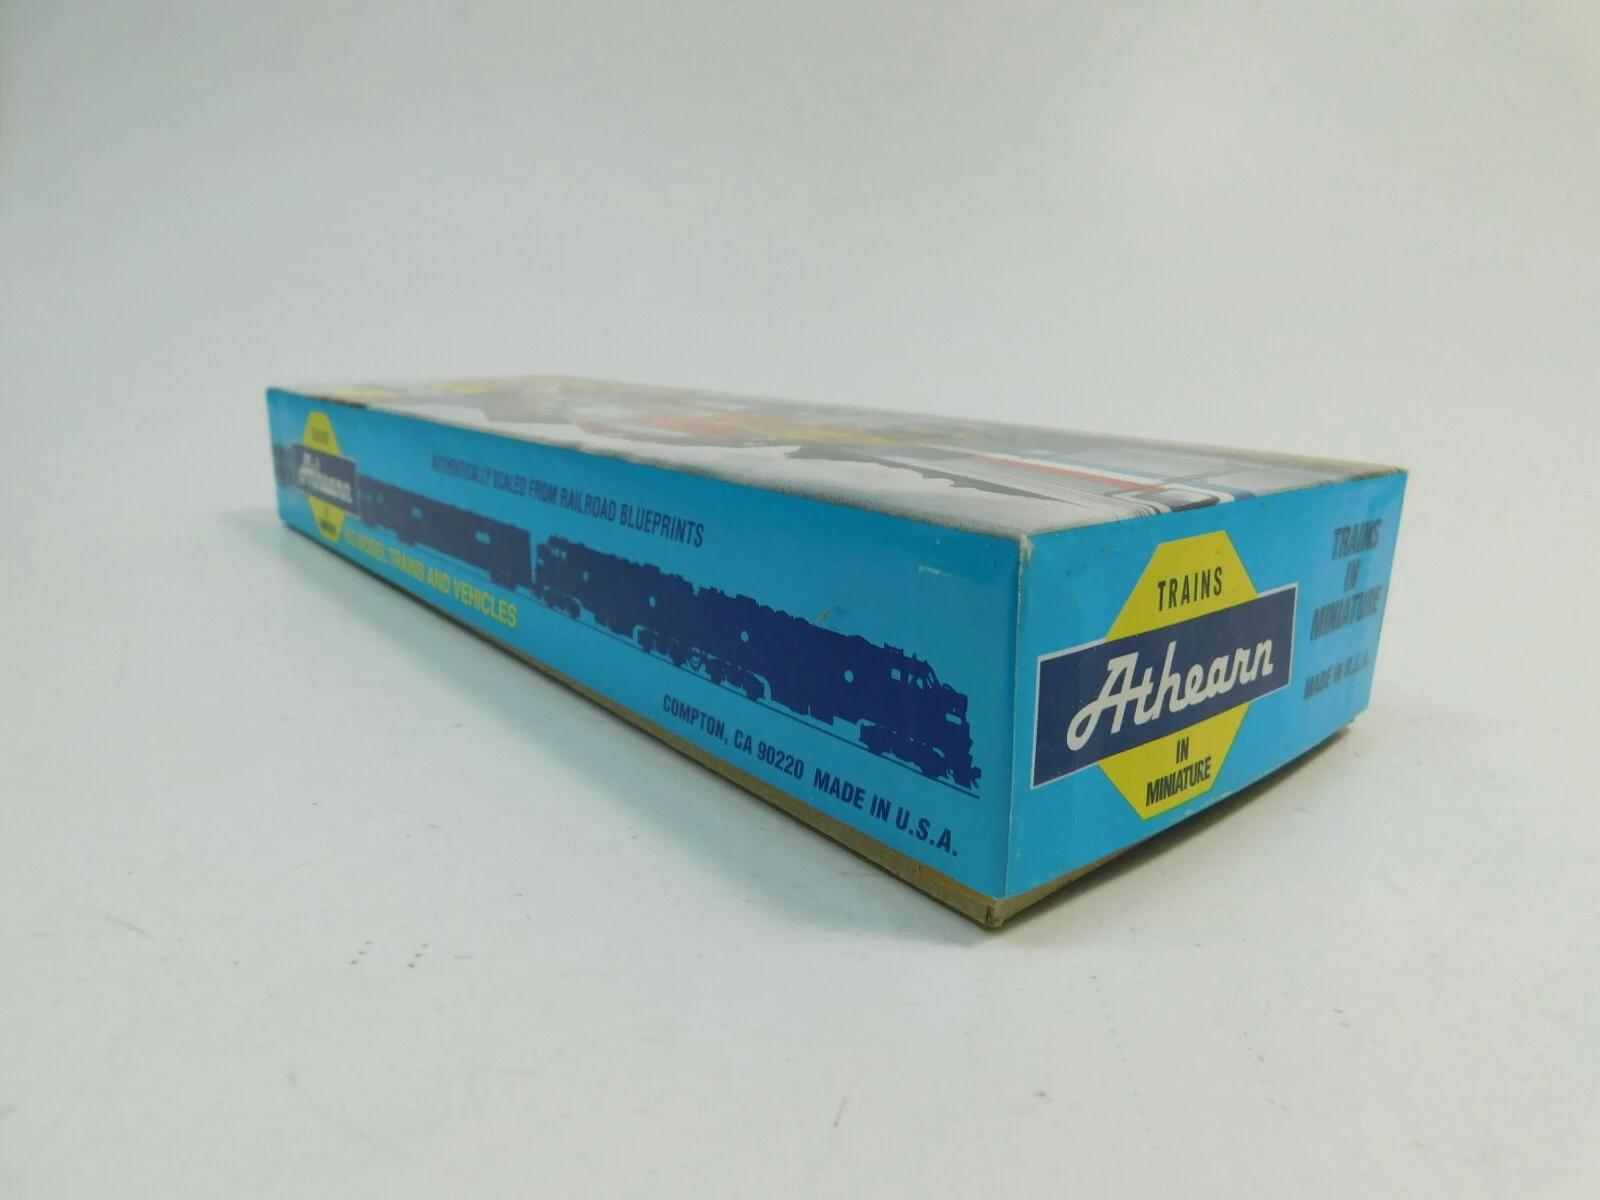 TRAINS
Athearn
IN
MINIATURE
AUTHENTICALLY SCALED FROM RAILROAD BLUEPRINTS
HO MODEL TRAINS AND VEHICLES
COMPTON, CA 90220 MADE IN U.S.A.
TRAINS
Athearn
IN
MINIATURE
TRAINS
IN
MINIATURE
MADE IN U.S.A.